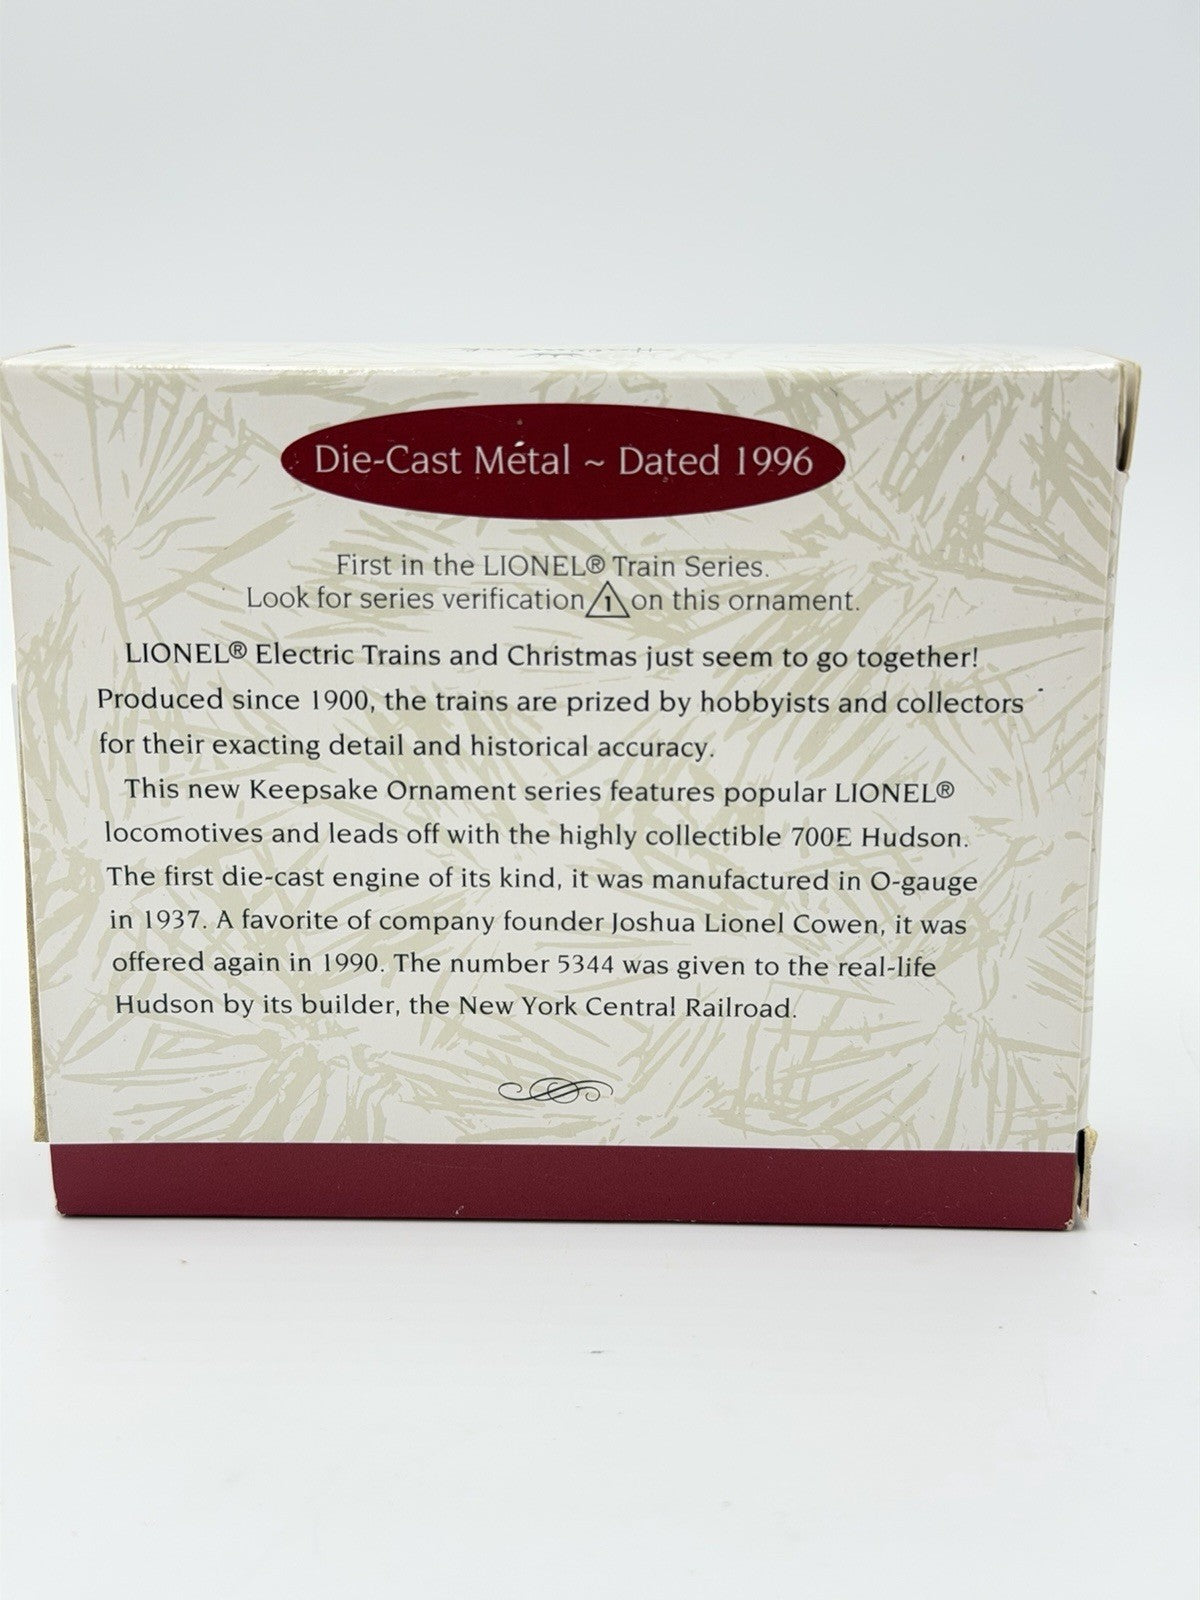 Die-Cast Metal ~ Dated 1996
First in the LIONEL® Train Series.
Look for series verification 1 on this ornament.
LIONEL® Electric Trains and Christmas just seem to go together!
Produced since 1900, the trains are prized by hobbyists and collectors
for their exacting detail and historical accuracy.
This new Keepsake Ornament series features popular LIONEL®
locomotives and leads off with the highly collectible 700E Hudson.
The first die-cast engine of its kind, it was manufactured in O-gauge
in 1937. A favorite of company founder Joshua Lionel Cowen, it was
offered again in 1990. The number 5344 was given to the real-life
Hudson by its builder, the New York Central Railroad.